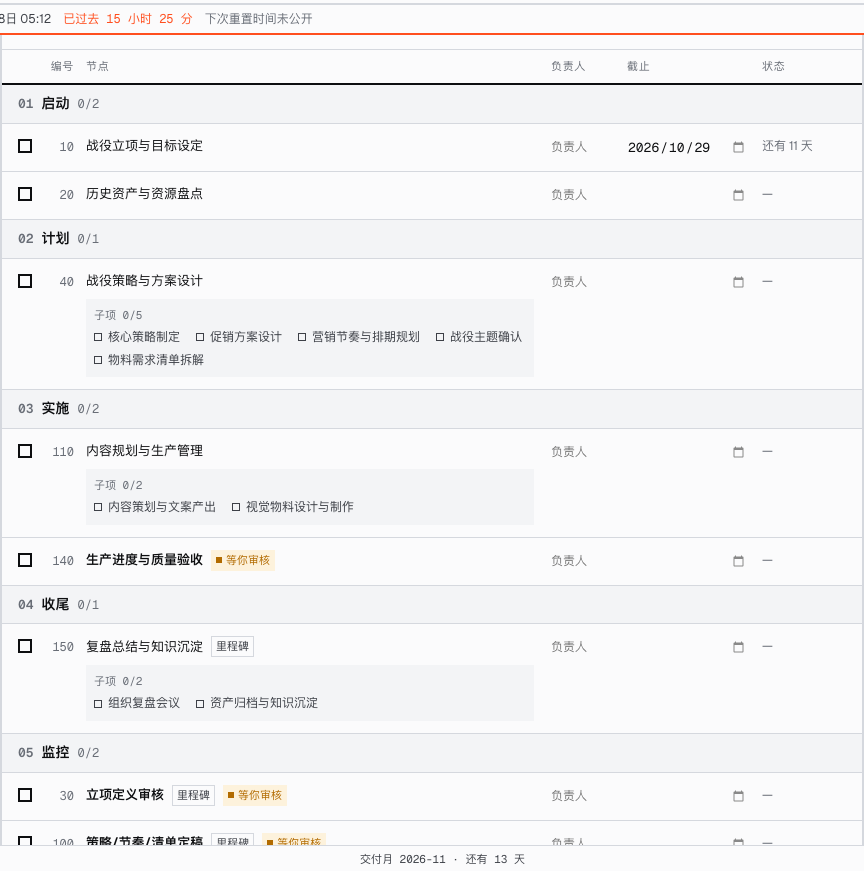 8日 05:12 已过去 15 小时 25 分 下次重置时间未公开
编号 节点 负责人 截止 状态
01 启动 0/2
10 战役立项与目标设定 负责人 2026/10/29 还有 11 天
20 历史资产与资源盘点 负责人 —
02 计划 0/1
40 战役策略与方案设计 负责人 —
子项 0/5
核心策略制定 促销方案设计 营销节奏与排期规划 战役主题确认
物料需求清单拆解
03 实施 0/2
110 内容规划与生产管理 负责人 —
子项 0/2
内容策划与文案产出 视觉物料设计与制作
140 生产进度与质量验收 等你审核 负责人 —
04 收尾 0/1
150 复盘总结与知识沉淀 里程碑 负责人 —
子项 0/2
组织复盘会议 资产归档与知识沉淀
05 监控 0/2
30 立项定义审核 里程碑 等你审核 负责人 —
100 策略/节奏/清单定稿 里程碑 等你审核 负责人 —
交付月 2026-11 · 还有 13 天